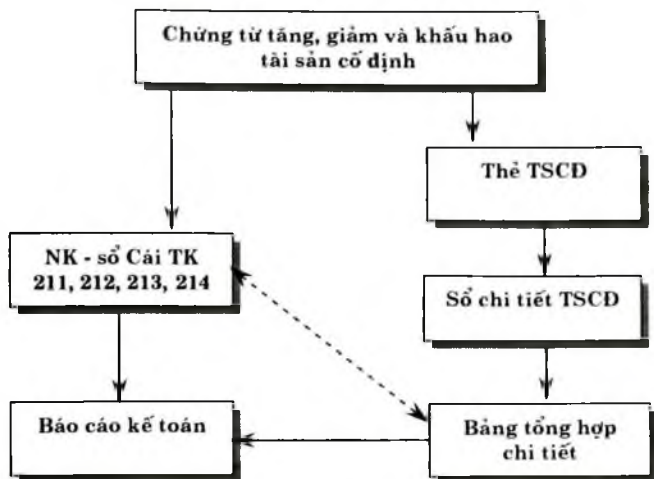 Chứng từ tăng, giảm và khấu hao
tài sản cố định
Thẻ TSCĐ
NK - sổ Cái TK
211, 212, 213, 214
Sổ chi tiết TSCĐ
Báo cáo kế toán
Bảng tổng hợp
chi tiết